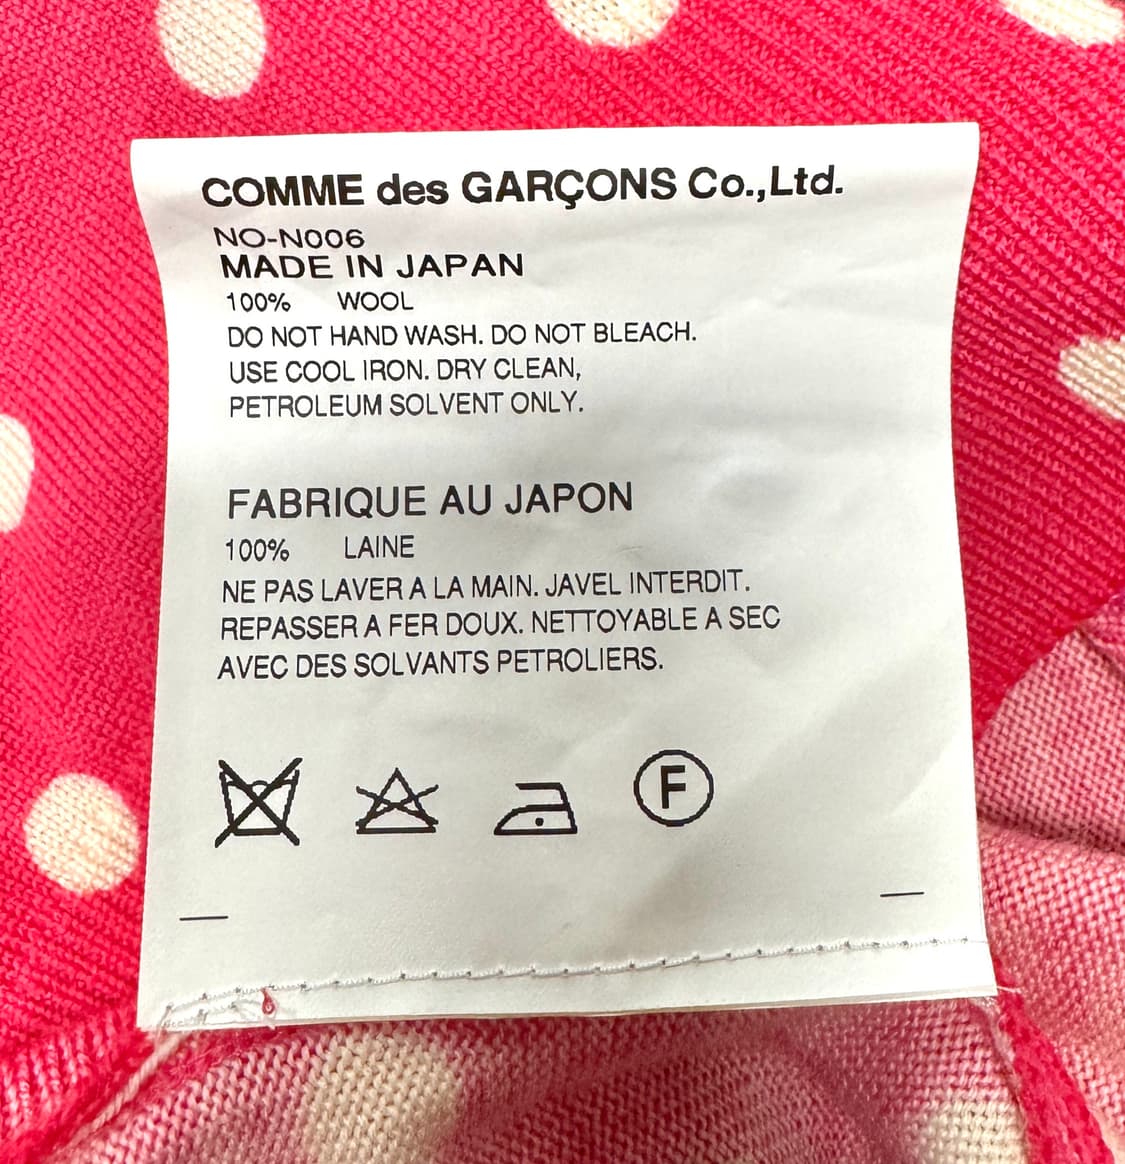 COMME des GARÇONS Co.,Ltd.
NO-N006
MADE IN JAPAN
100% WOOL
DO NOT HAND WASH. DO NOT BLEACH.
USE COOL IRON. DRY CLEAN,
PETROLEUM SOLVENT ONLY.
FABRIQUE AU JAPON
100% LAINE
NE PAS LAVER A LA MAIN. JAVEL INTERDIT.
REPASSER A FER DOUX. NETTOYABLE A SEC
AVEC DES SOLVANTS PETROLIERS.
F